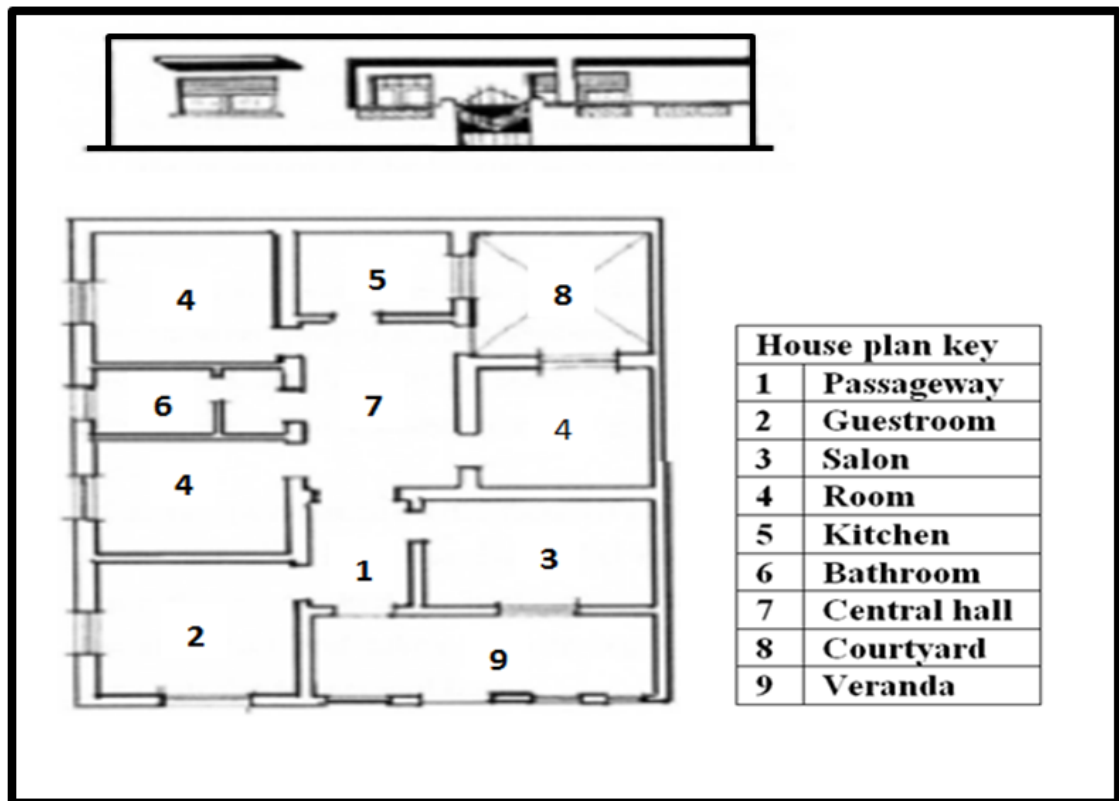 4
5
8
6
7
4
4
1
3
2
9
House plan key
1 Passageway
2 Guestroom
3 Salon
4 Room
5 Kitchen
6 Bathroom
7 Central hall
8 Courtyard
9 Veranda